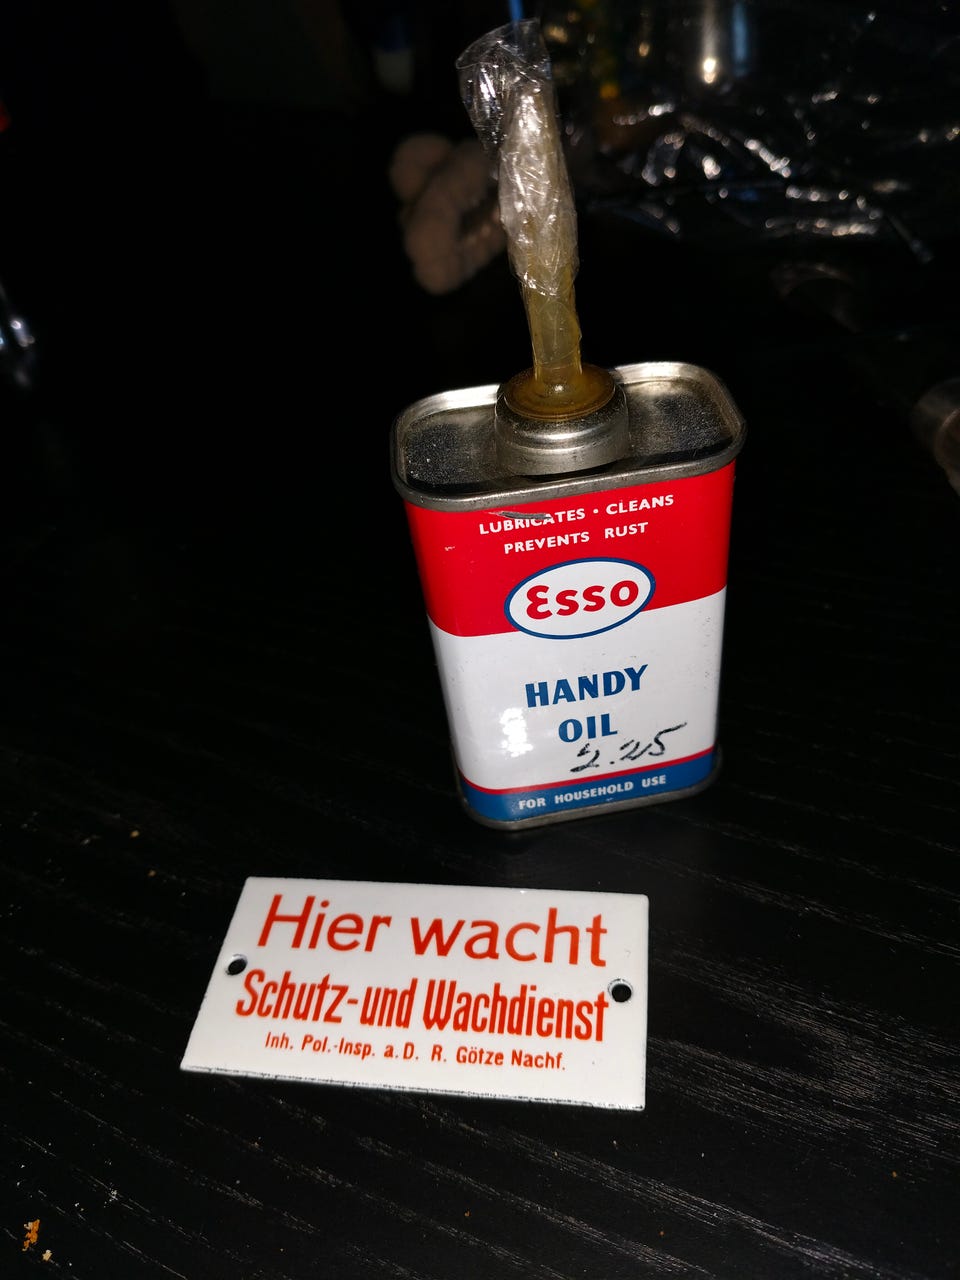 LUBRICATES • CLEANS
PREVENTS RUST
Esso
HANDY
OIL
2.25
FOR HOUSEHOLD USE
Hier wacht
Schutz-und Wachdienst
Inh. Pol.-Insp. a.D. R. Götze Nachf.